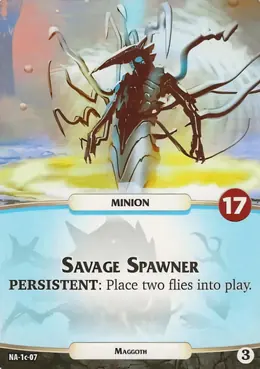 MINION
17
SAVAGE SPAWNER
PERSISTENT: Place two flies into play.
NA-1c-07
MAGGOTH
3